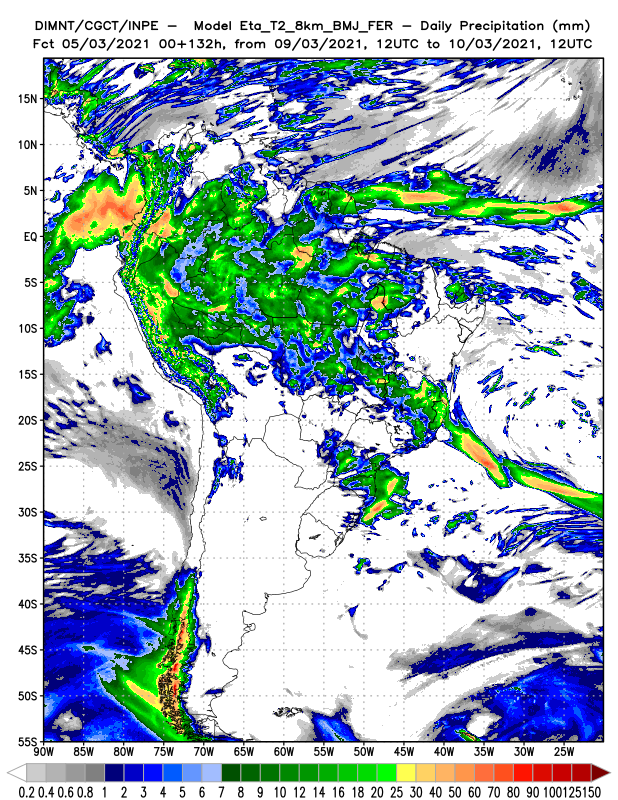 DIMNT/CGCT/INPE – Model Eta_T2_8km_BMJ_FER – Daily Precipitation (mm)
Fct 05/03/2021 00+132h, from 09/03/2021, 12UTC to 10/03/2021, 12UTC
15N
10N
5N
EQ
5S
10S
15S
20S
25S
30S
35S
40S
45S
50S
55S
90W 85W 80W 75W 70W 65W 60W 55W 50W 45W 40W 35W 30W 25W
0.2 0.4 0.6 0.8 1 2 3 4 5 6 7 8 9 10 12 14 16 18 20 25 30 40 50 60 70 80 90 100 125 150